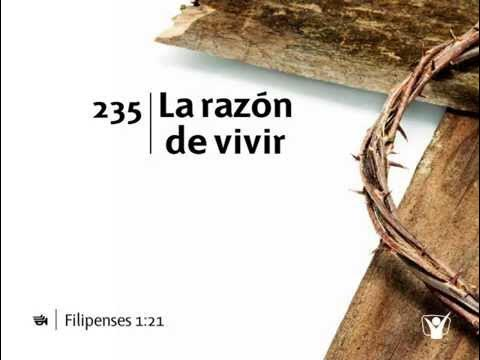 235 La razón
de vivir
Filipenses 1:21